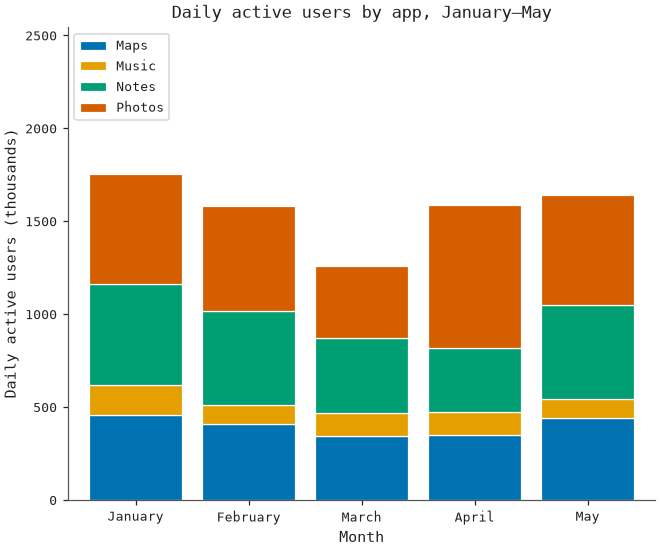 Daily active users by app, January–May
Daily active users (thousands)
2500
2000
1500
1000
500
0
Maps
Music
Notes
Photos
January
February
March
April
May
Month